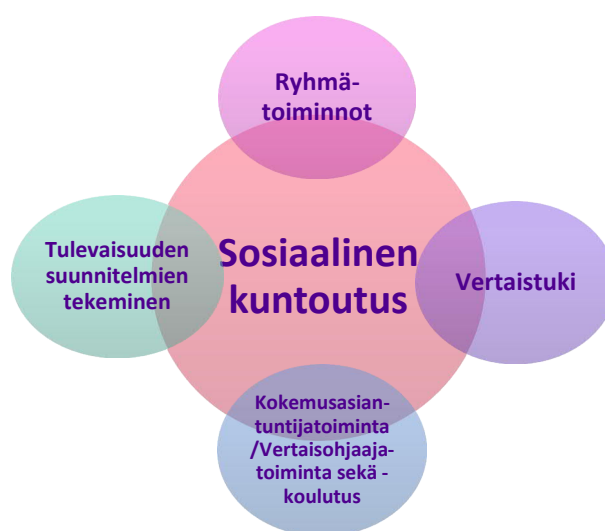 Ryhmä-
toiminnot
Tulevaisuuden
suunnitelmien
tekeminen
Sosiaalinen
kuntoutus
Vertaistuki
Kokemusasian-
tuntijatoiminta
/Vertaisohjaaja-
toiminta sekä -
koulutus